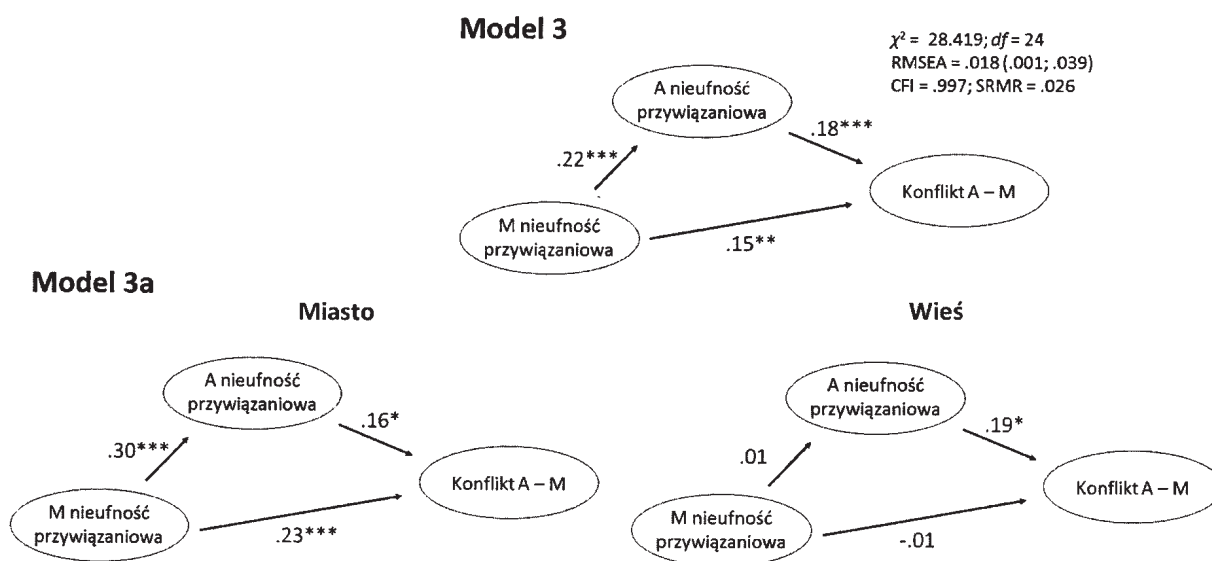 Model 3
χ² = 28.419; df = 24
RMSEA = .018 (.001; .039)
CFI = .997; SRMR = .026
A nieufność
przywiązaniowa
.18***
.22***
Konflikt A – M
M nieufność
przywiązaniowa
.15**
Model 3a
Miasto
Wieś
A nieufność
przywiązaniowa
.16*
.30***
Konflikt A – M
M nieufność
przywiązaniowa
.23***
A nieufność
przywiązaniowa
.19*
.01
Konflikt A – M
M nieufność
przywiązaniowa
-.01